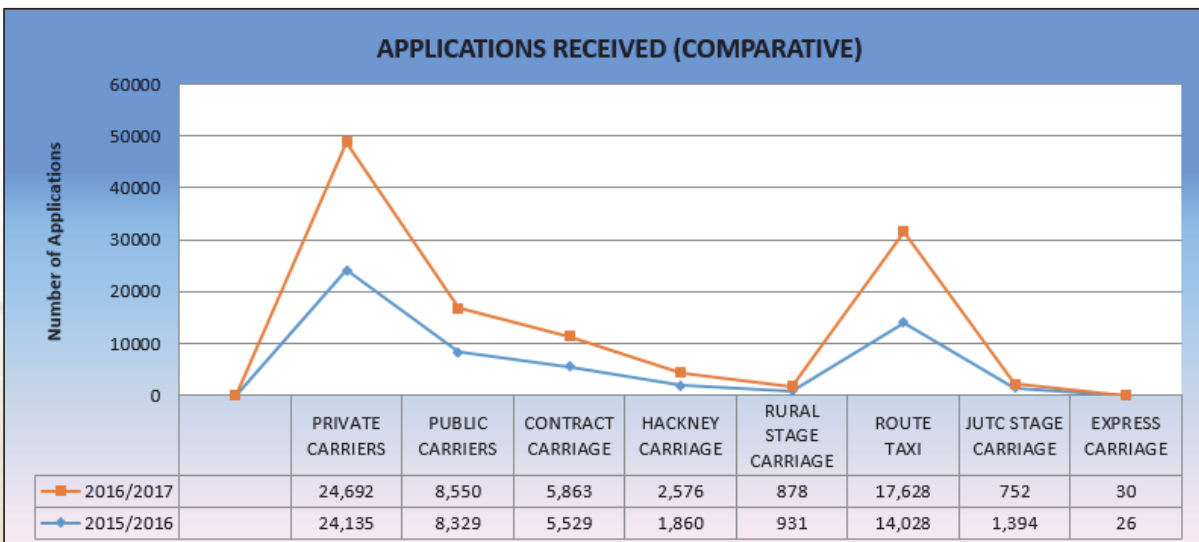 APPLICATIONS RECEIVED (COMPARATIVE)
Number of Applications
60000
50000
40000
30000
20000
10000
0
PRIVATE CARRIERS PUBLIC CARRIERS CONTRACT CARRIAGE HACKNEY CARRIAGE RURAL STAGE CARRIAGE ROUTE TAXI JUTC STAGE CARRIAGE EXPRESS CARRIAGE
2016/2017 24,692 8,550 5,863 2,576 878 17,628 752 30
2015/2016 24,135 8,329 5,529 1,860 931 14,028 1,394 26